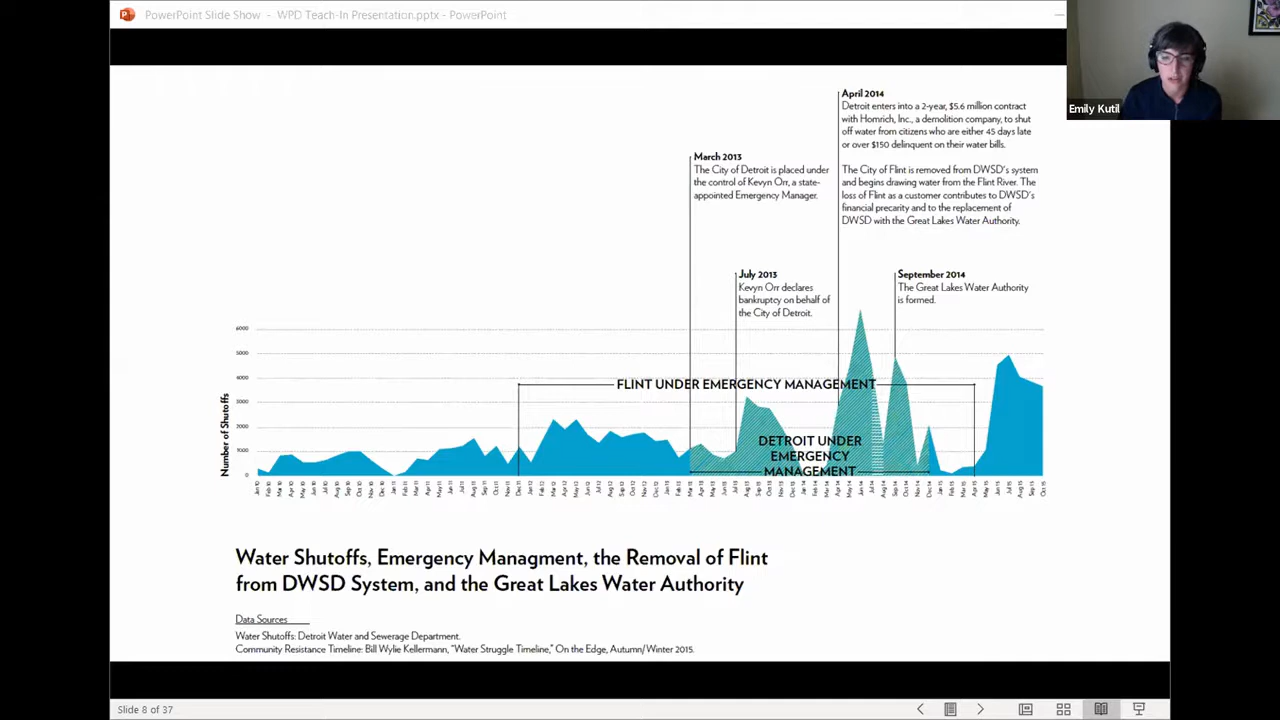 PowerPoint Slide Show - WPD Teach-In Presentation.pptx - PowerPoint
Emily Kutil
April 2014
Detroit enters into a 2-year, $5.6 million contract
with Homrich, Inc., a demolition company, to shut
off water from citizens who are either 45 days late
or over $150 delinquent on their water bills.
The City of Flint is removed from DWSD's system
and begins drawing water from the Flint River. The
loss of Flint as a customer contributes to DWSD's
financial precarity and to the replacement of
DWSD with the Great Lakes Water Authority.
March 2013
The City of Detroit is placed under
the control of Kevyn Orr, a state-
appointed Emergency Manager.
July 2013
Kevyn Orr declares
bankruptcy on behalf of
the City of Detroit.
September 2014
The Great Lakes Water Authority
is formed.
6000
5000
4000
3000
2000
1000
0
Number of Shutoffs
FLINT UNDER EMERGENCY MANAGEMENT
DETROIT UNDER
EMERGENCY
MANAGEMENT
Water Shutoffs, Emergency Managment, the Removal of Flint
from DWSD System, and the Great Lakes Water Authority
Data Sources
Water Shutoffs: Detroit Water and Sewerage Department.
Community Resistance Timeline: Bill Wylie Kellermann, "Water Struggle Timeline," On the Edge, Autumn/Winter 2015.
Slide 8 of 37